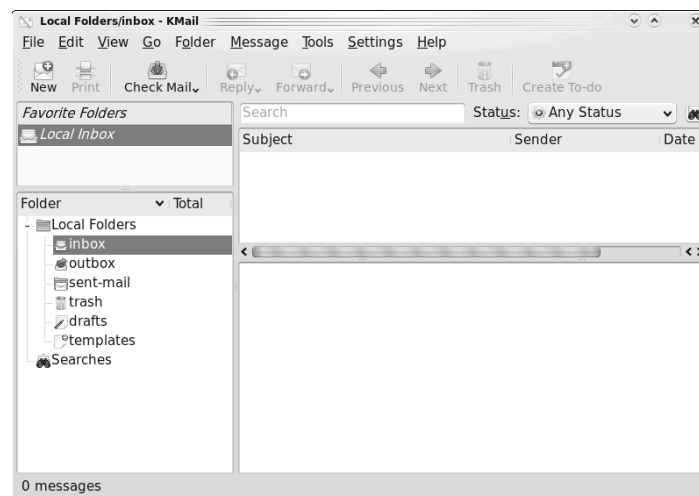 Local Folders/inbox - KMail
File Edit View Go Folder Message Tools Settings Help
New Print Check Mail Reply Forward Previous Next Trash Create To-do
Favorite Folders
Local Inbox
Search Status: Any Status
Subject Sender Date
Folder Total
Local Folders
inbox
outbox
sent-mail
trash
drafts
templates
Searches
0 messages